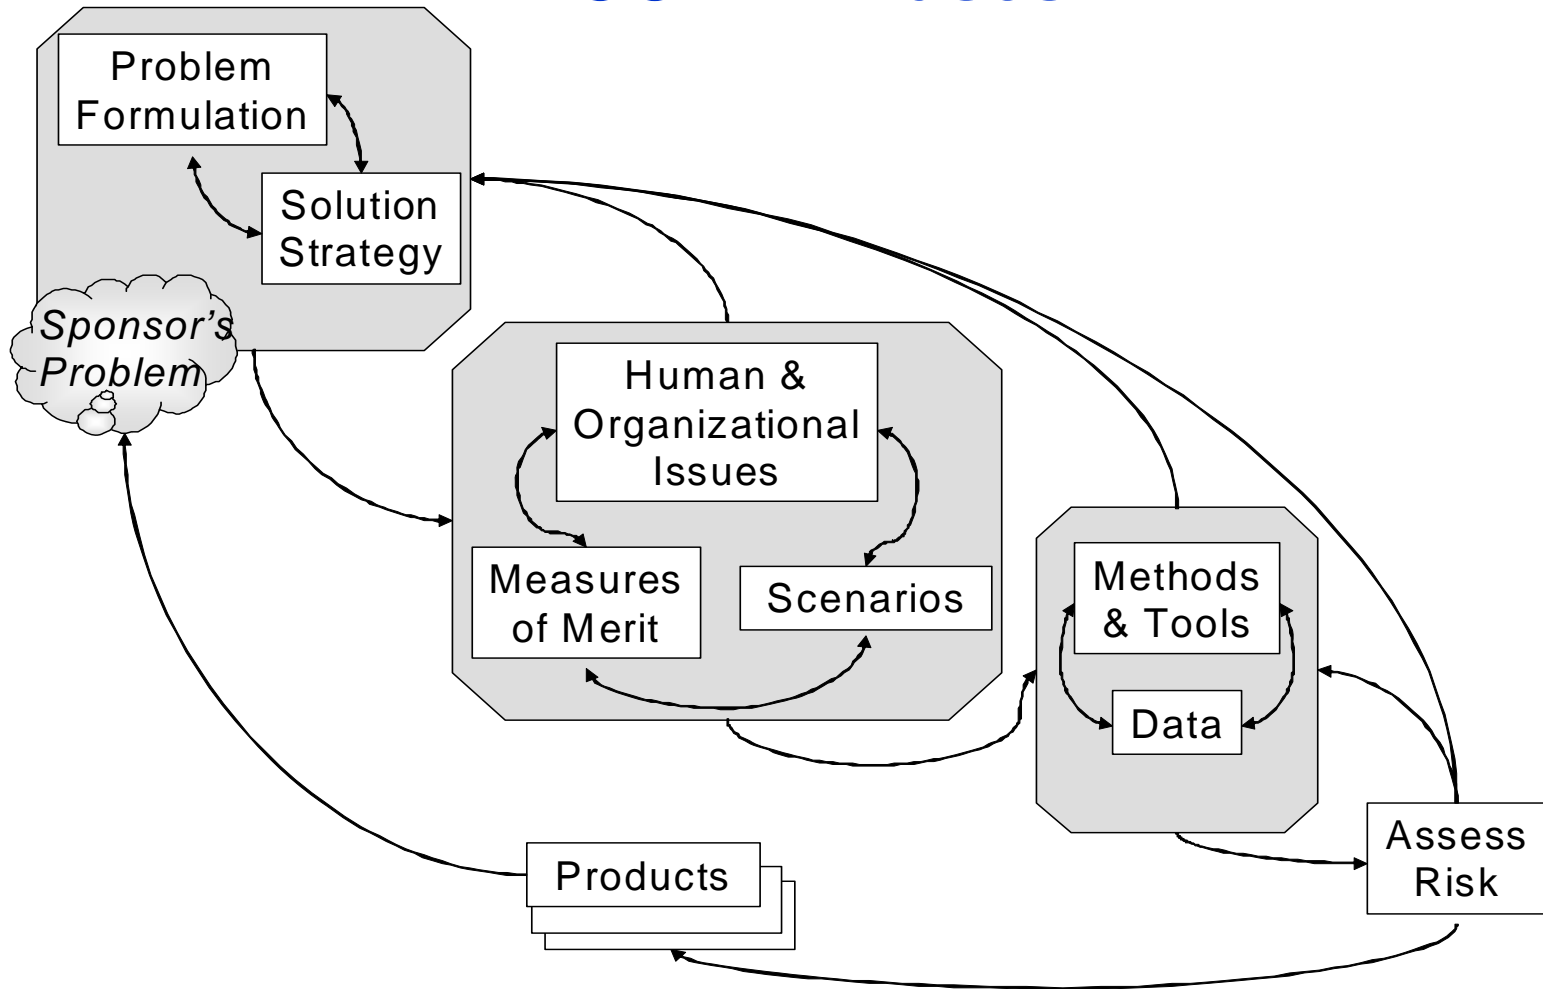 Problem
Formulation
Solution
Strategy
Sponsor’s
Problem
Human &
Organizational
Issues
Measures
of Merit
Scenarios
Methods
& Tools
Data
Products
Assess
Risk